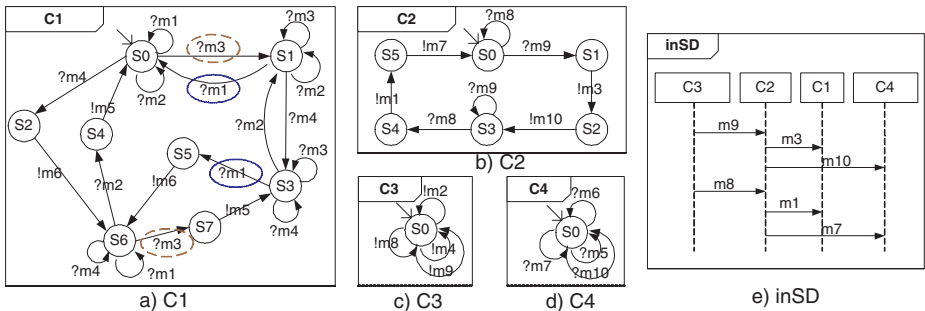 C1
?m1
?m3
S0
?m3
S1
?m1
?m2
?m2
?m4
!m5
S2
S4
?m2
?m4
S5
!m6
?m1
?m3
!m6
?m2
S3
!m5
?m4
S6
?m3
S7
?m4
?m1
a) C1
C2
?m8
S5
!m7
S0
?m9
S1
!m1
?m9
!m3
S4
?m8
S3
!m10
S2
b) C2
C3
!m2
S0
!m8
!m4
!m9
c) C3
C4
?m6
S0
?m5
?m7
?m10
d) C4
inSD
C3
C2
C1
C4
m9
m3
m10
m8
m1
m7
e) inSD